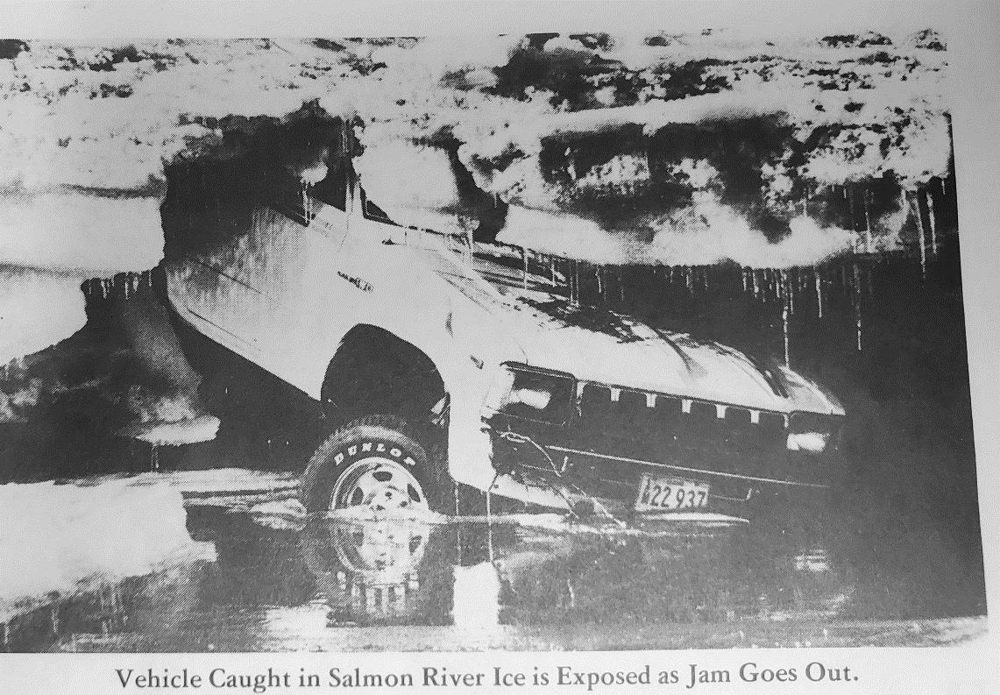 DUNLOP
22 937
Vehicle Caught in Salmon River Ice is Exposed as Jam Goes Out.